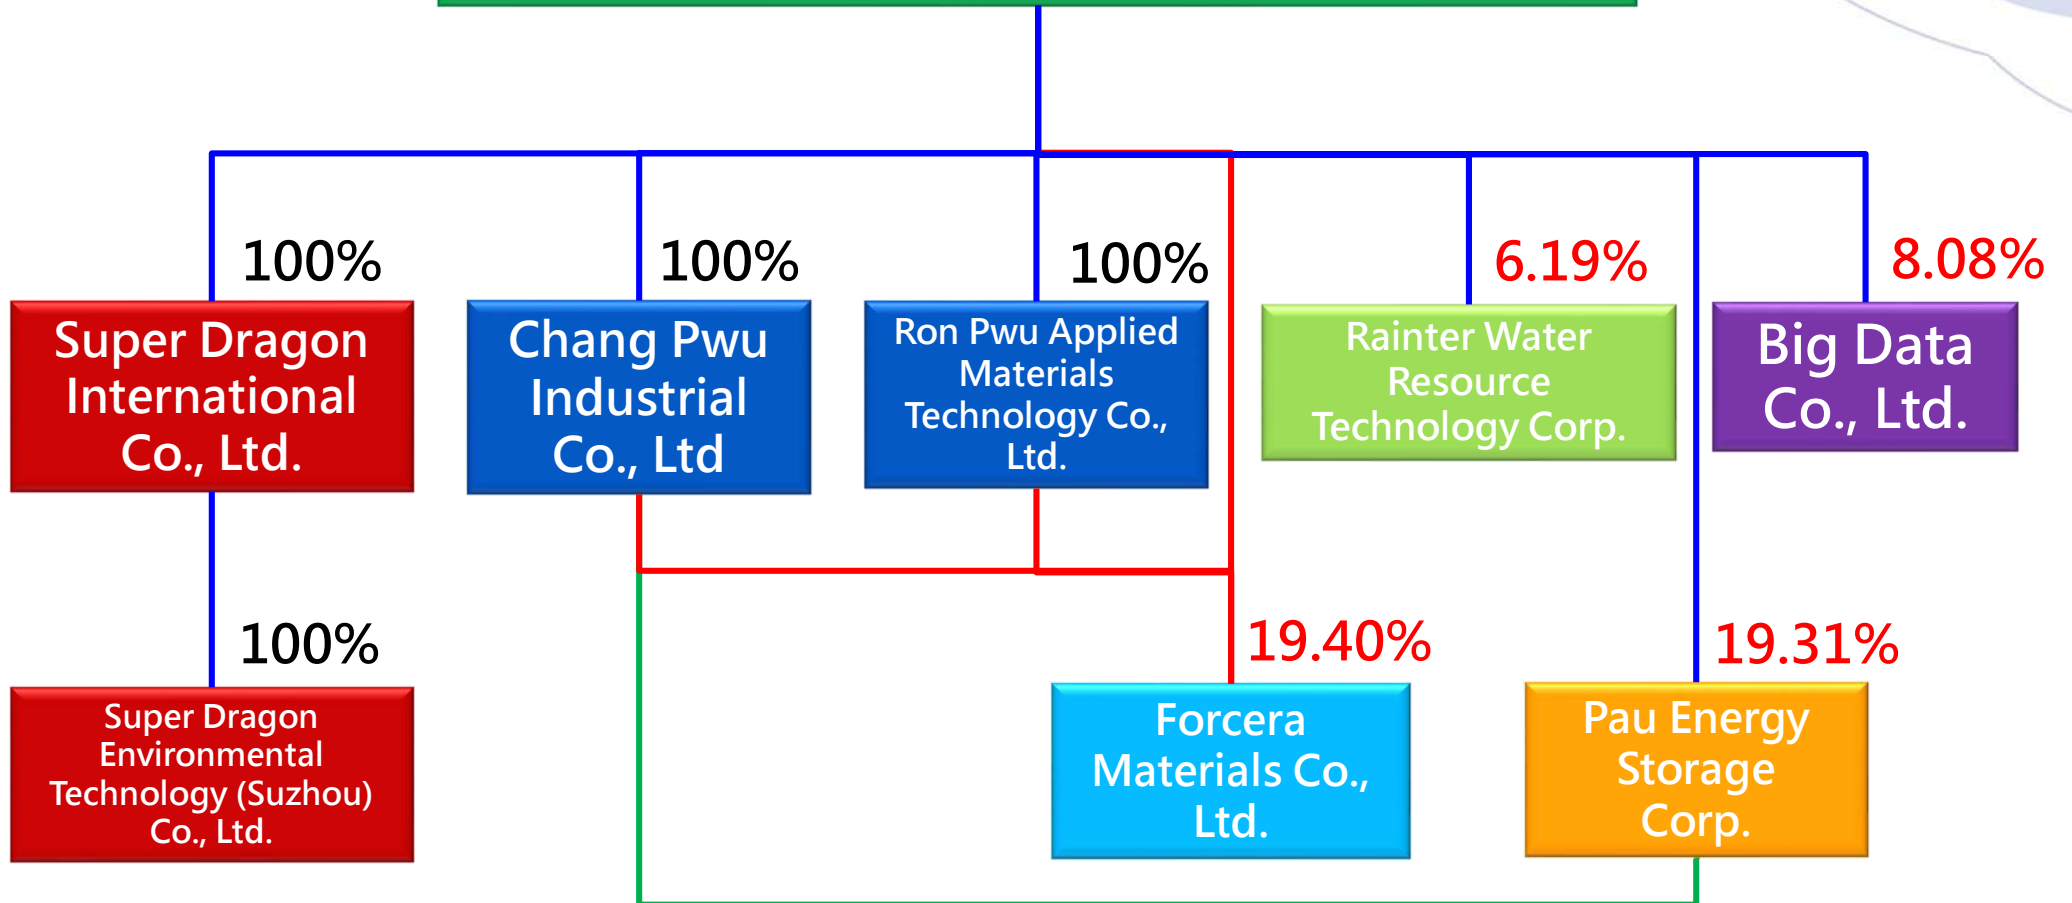 100%
Super Dragon
International
Co., Ltd.
100%
Chang Pwu
Industrial
Co., Ltd
100%
Ron Pwu Applied
Materials
Technology Co.,
Ltd.
6.19%
Rainter Water
Resource
Technology Corp.
8.08%
Big Data
Co., Ltd.
100%
Super Dragon
Environmental
Technology (Suzhou)
Co., Ltd.
19.40%
Forcera
Materials Co.,
Ltd.
19.31%
Pau Energy
Storage
Corp.